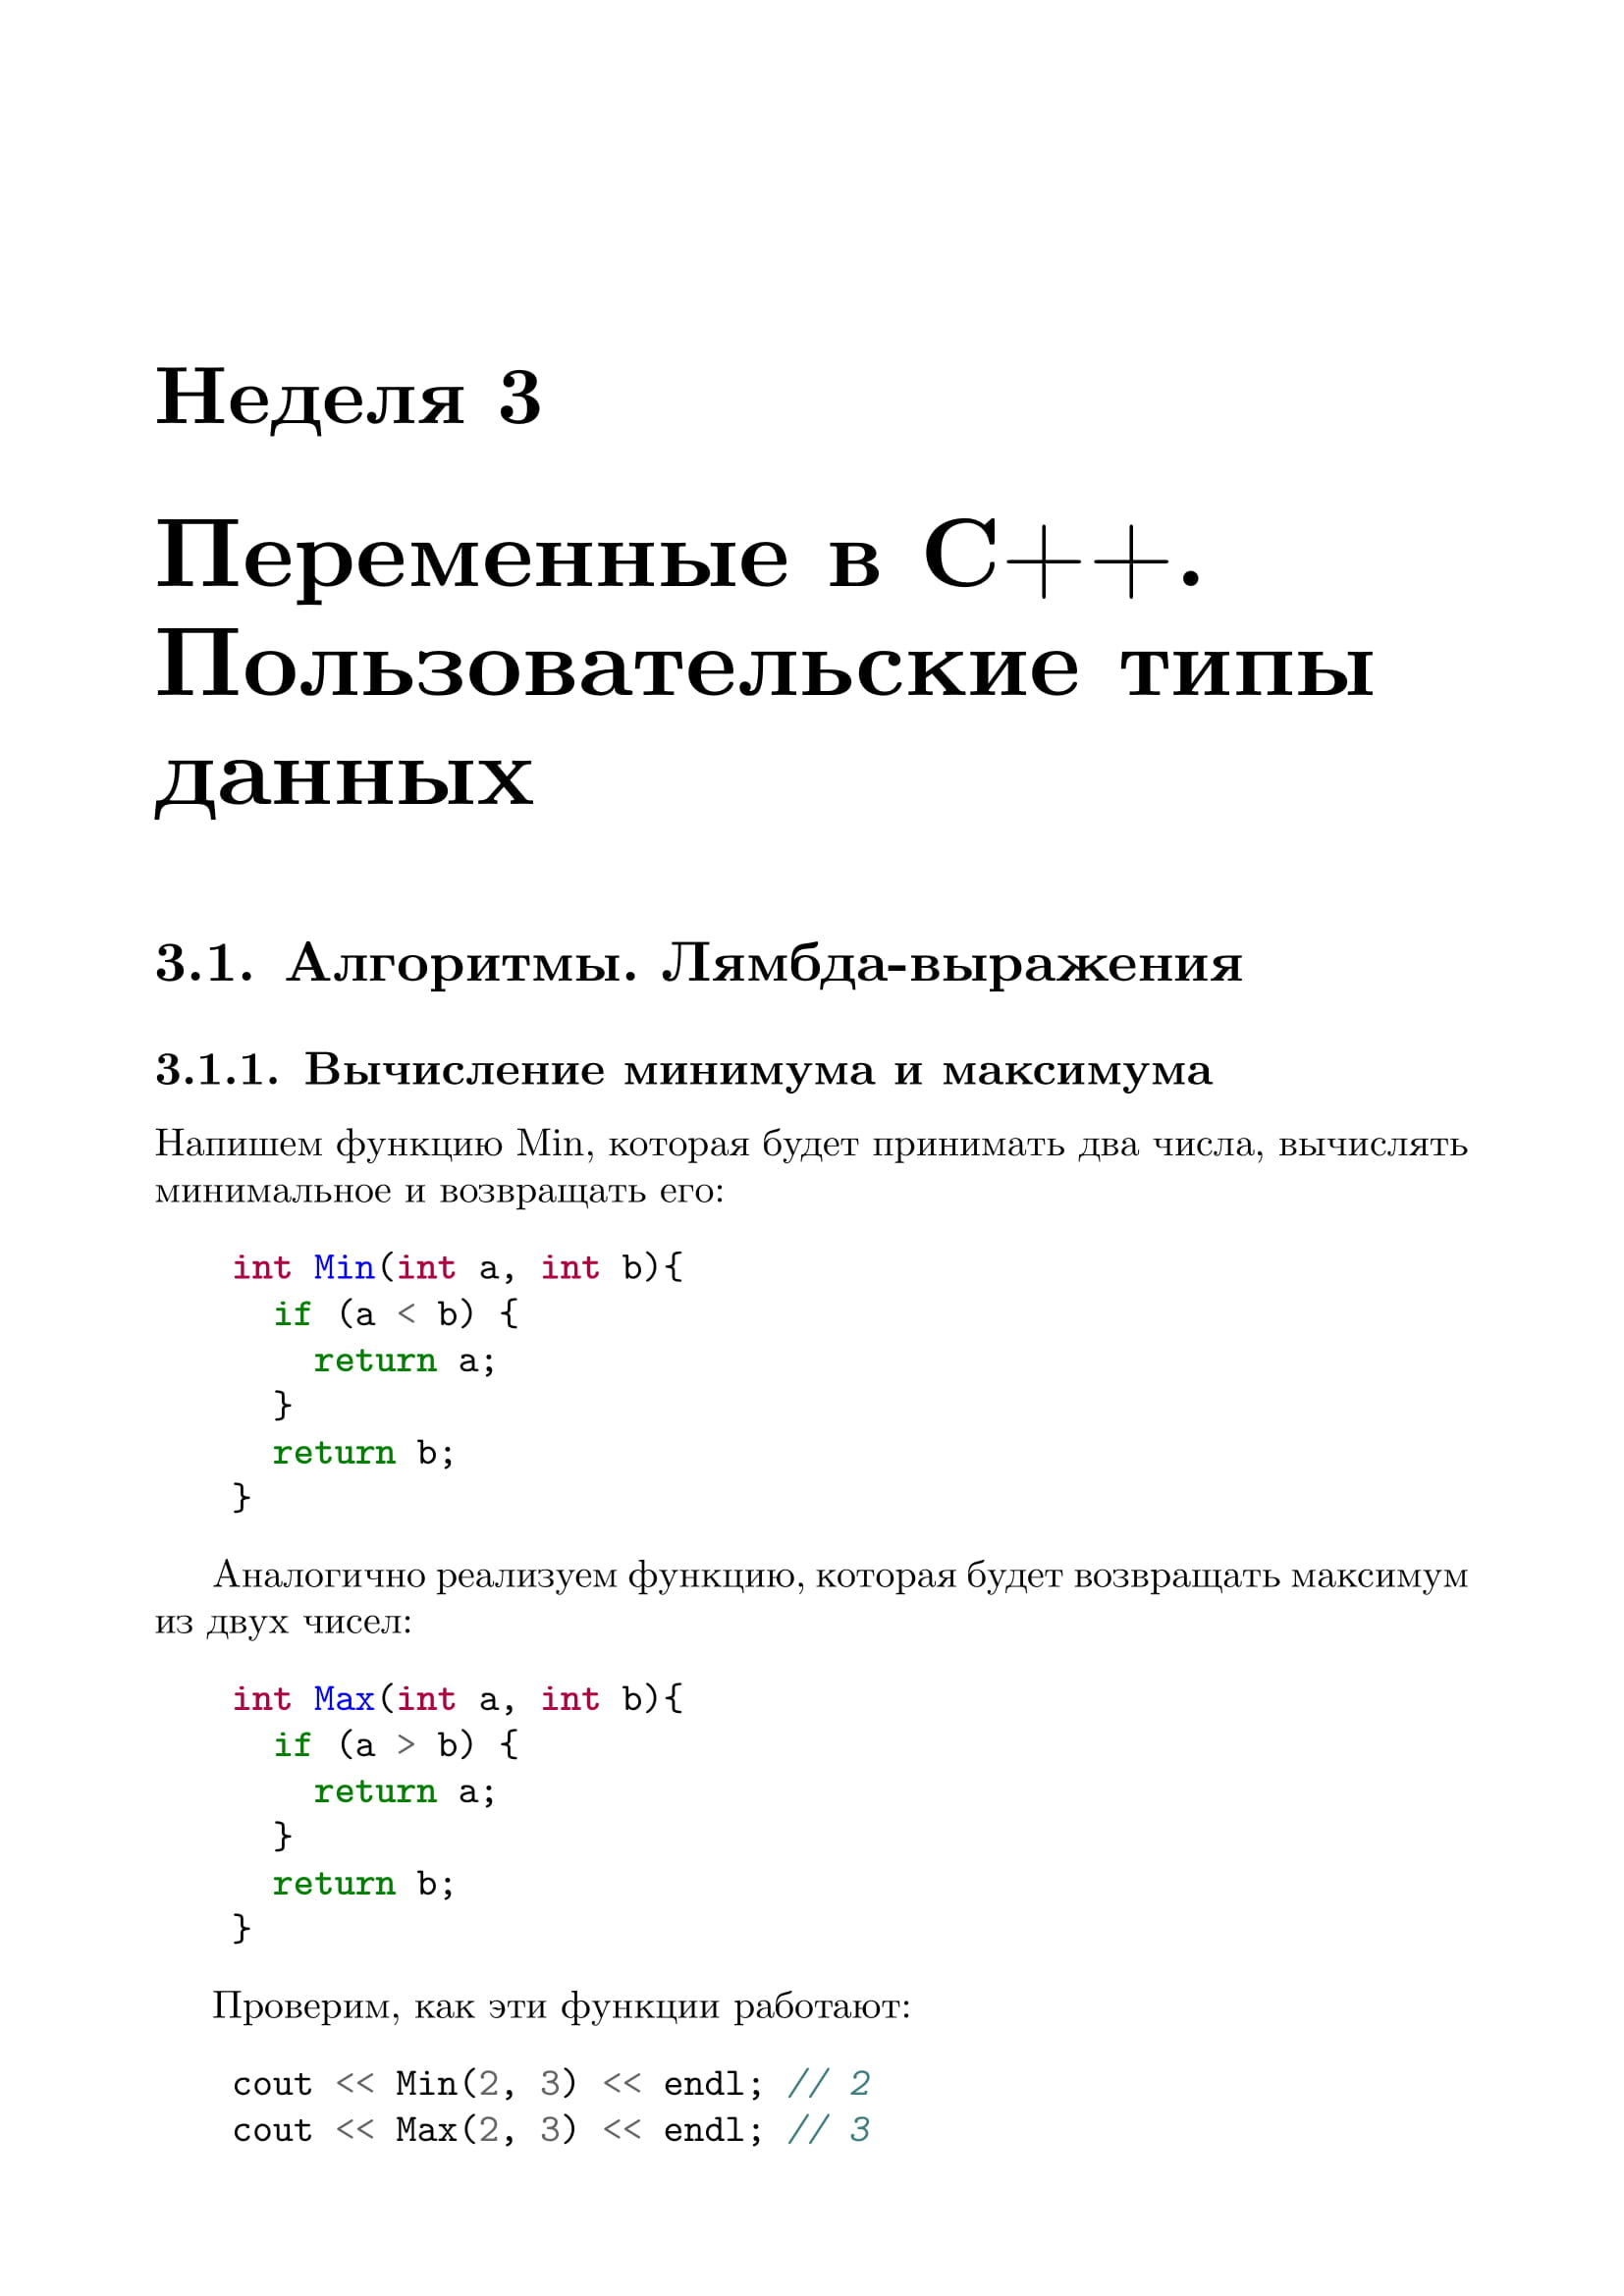 Неделя 3
Переменные в C++.
Пользовательские типы
данных
3.1. Алгоритмы. Лямбда-выражения
3.1.1. Вычисление минимума и максимума
Напишем функцию Min, которая будет принимать два числа, вычислять
минимальное и возвращать его:
int Min(int a, int b){
  if (a < b) {
    return a;
  }
  return b;
}
Аналогично реализуем функцию, которая будет возвращать максимум
из двух чисел:
int Max(int a, int b){
  if (a > b) {
    return a;
  }
  return b;
}
Проверим, как эти функции работают:
cout << Min(2, 3) << endl; // 2
cout << Max(2, 3) << endl; // 3